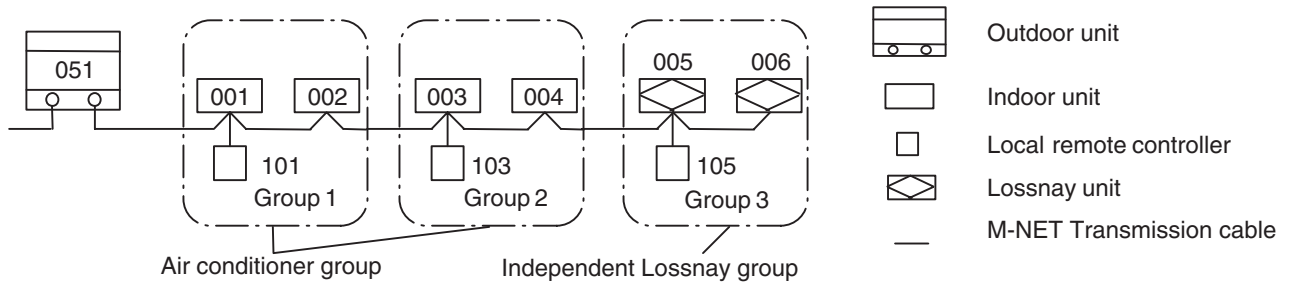 051
001
002
003
004
005
006
101
103
105
Group 1
Group 2
Group 3
Air conditioner group
Independent Lossnay group
Outdoor unit
Indoor unit
Local remote controller
Lossnay unit
M-NET Transmission cable